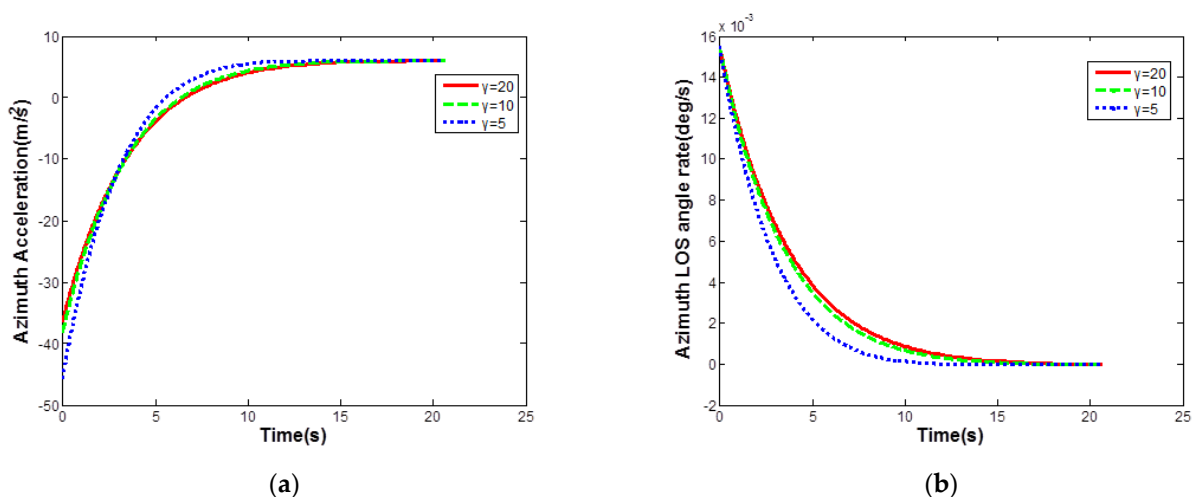 10
0
-10
-20
-30
-40
-50
0 5 10 15 20 25
Azimuth Acceleration(m/s²)
Time(s)
γ=20
γ=10
γ=5
(a)
x 10⁻³
16
14
12
10
8
6
4
2
0
-2
0 5 10 15 20 25
Azimuth LOS angle rate(deg/s)
Time(s)
γ=20
γ=10
γ=5
(b)